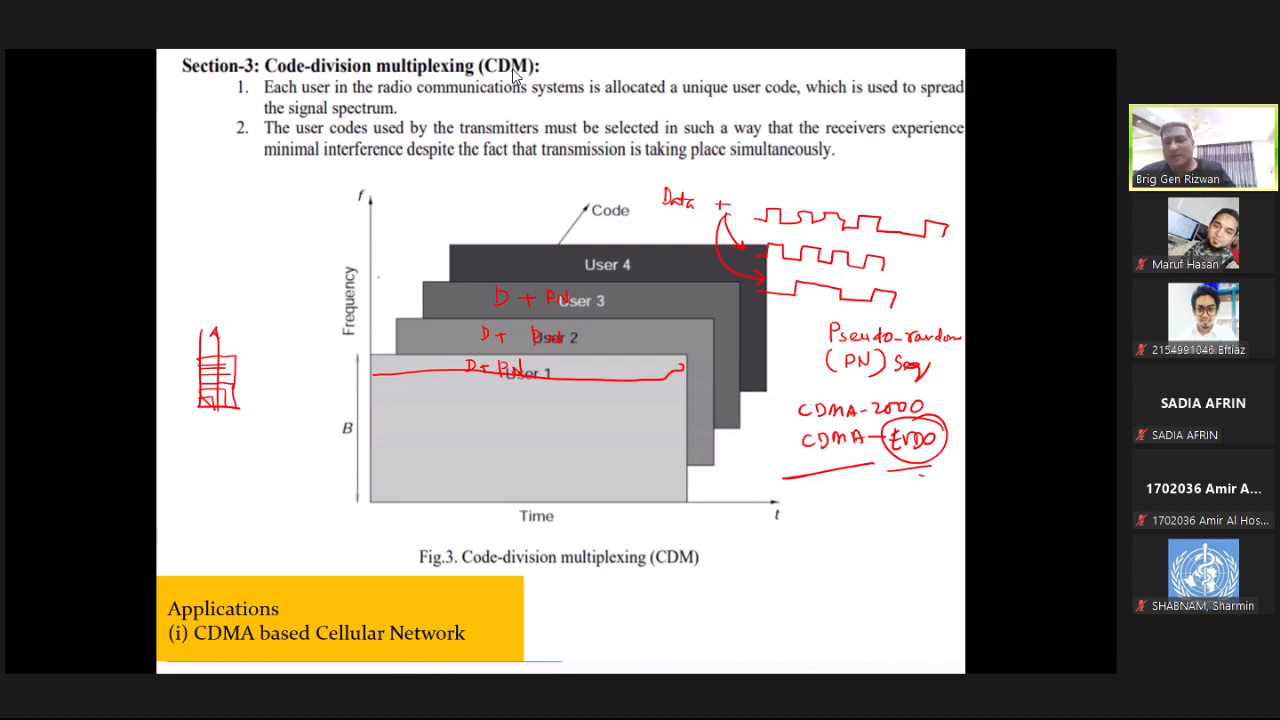 Section-3: Code-division multiplexing (CDM):
1. Each user in the radio communications systems is allocated a unique user code, which is used to spread
the signal spectrum.
2. The user codes used by the transmitters must be selected in such a way that the receivers experience
minimal interference despite the fact that transmission is taking place simultaneously.
f
Code
Data +
User 4
D + PN
User 3
D + PN
User 2
D + PN
User 1
Frequency
B
Time
t
Pseudo-random
(PN) Seq
CDMA-2000
CDMA-EVDO
Fig.3. Code-division multiplexing (CDM)
Applications
(i) CDMA based Cellular Network
Brig Gen Rizwan
Maruf Hasan
2154991046 Eftiaz
SADIA AFRIN
SADIA AFRIN
1702036 Amir A...
1702036 Amir Al Hos...
SHABNAM, Sharmin